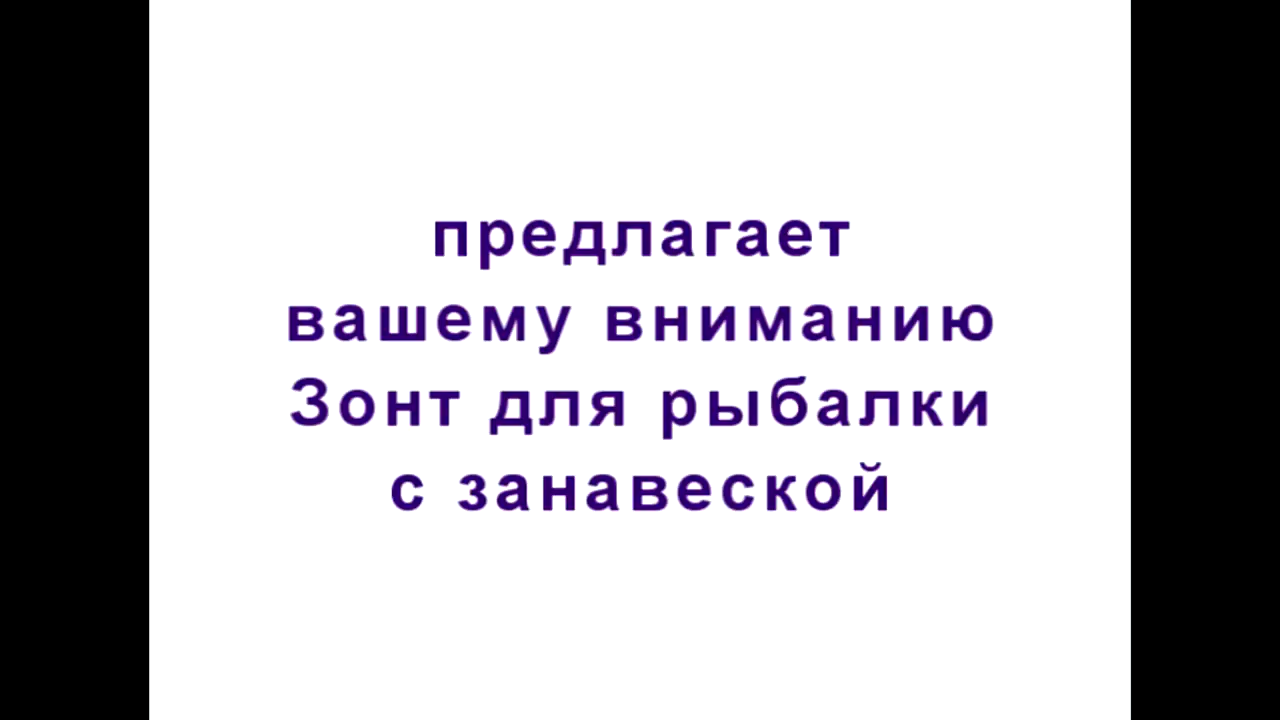 предлагает
вашему вниманию
Зонт для рыбалки
с занавеской